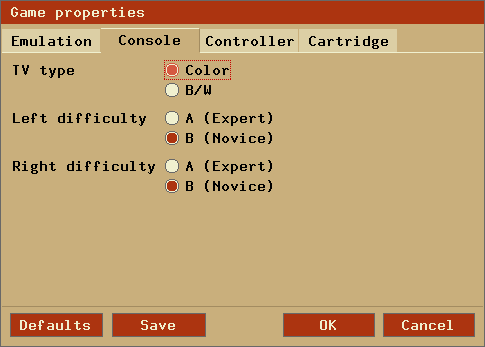 Game properties
Emulation Console Controller Cartridge
TV type Color
B/W
Left difficulty A (Expert)
B (Novice)
Right difficulty A (Expert)
B (Novice)
Defaults Save OK Cancel